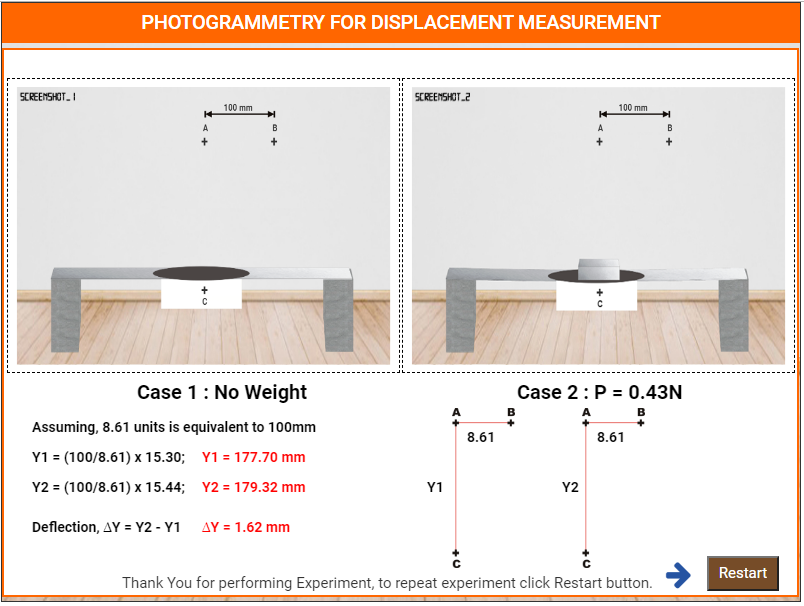 PHOTOGRAMMETRY FOR DISPLACEMENT MEASUREMENT
SCREENSHOT_1
100 mm
A B
C
SCREENSHOT_2
100 mm
A B
C
Case 1 : No Weight
Case 2 : P = 0.43N
Assuming, 8.61 units is equivalent to 100mm
Y1 = (100/8.61) x 15.30; Y1 = 177.70 mm
Y2 = (100/8.61) x 15.44; Y2 = 179.32 mm
Deflection, ΔY = Y2 - Y1 ΔY = 1.62 mm
A B
8.61
Y1
C
A B
8.61
Y2
C
Thank You for performing Experiment, to repeat experiment click Restart button.
Restart